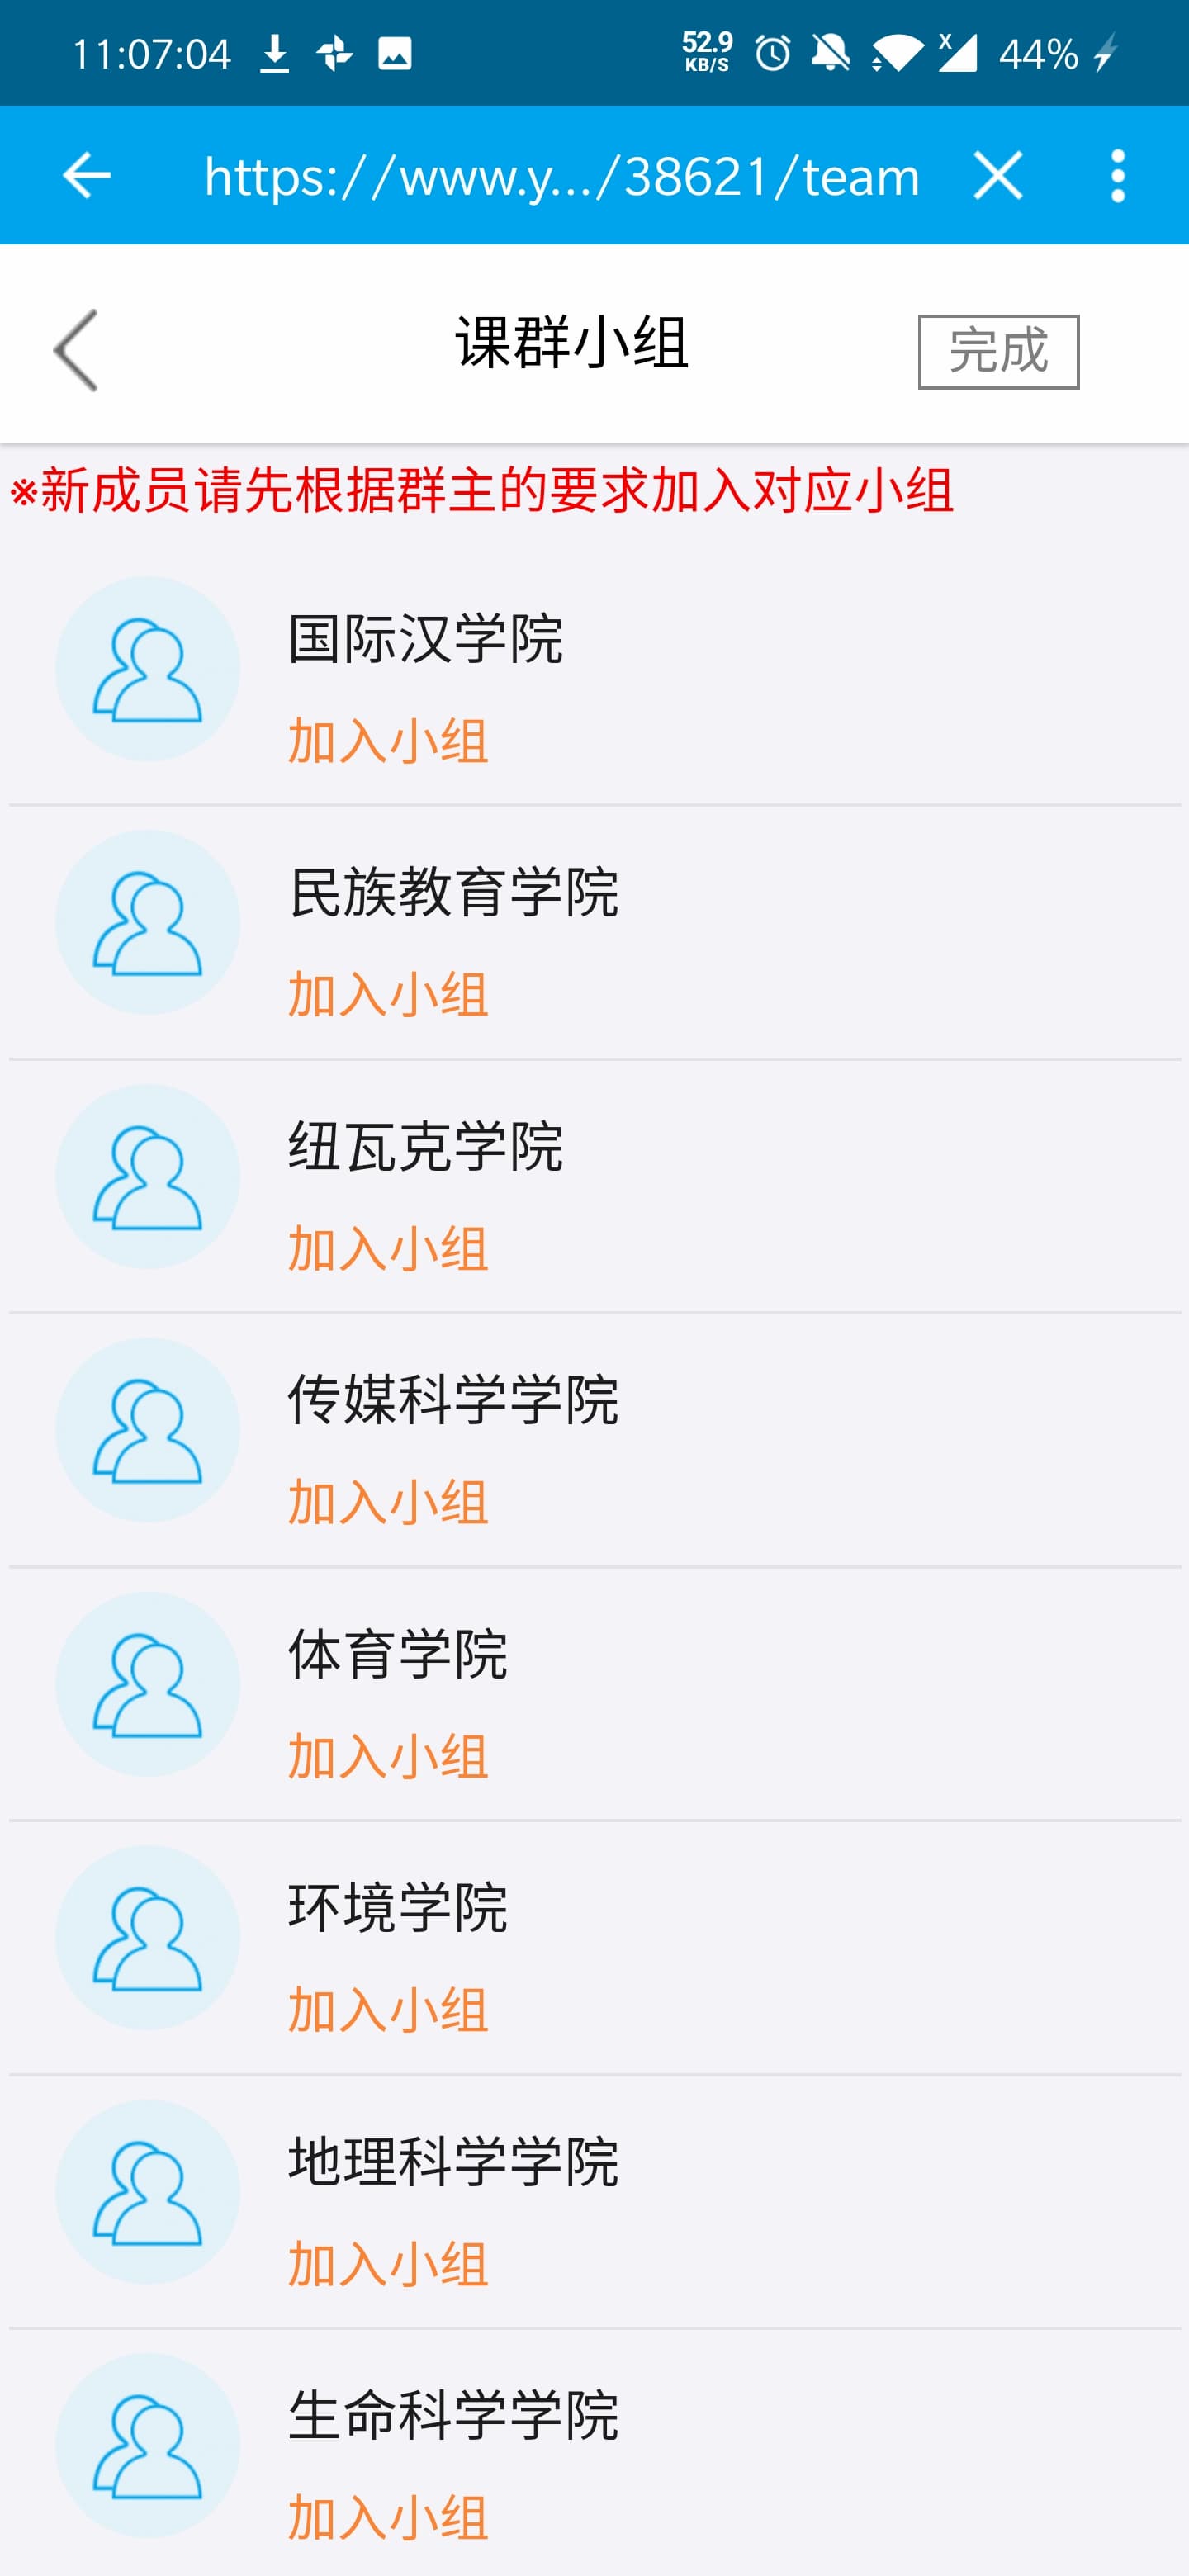 11:07:04 52.9 KB/S 44%
https://www.y.../38621/team
课群小组 完成
※新成员请先根据群主的要求加入对应小组
国际汉学院
加入小组
民族教育学院
加入小组
纽瓦克学院
加入小组
传媒科学学院
加入小组
体育学院
加入小组
环境学院
加入小组
地理科学学院
加入小组
生命科学学院
加入小组